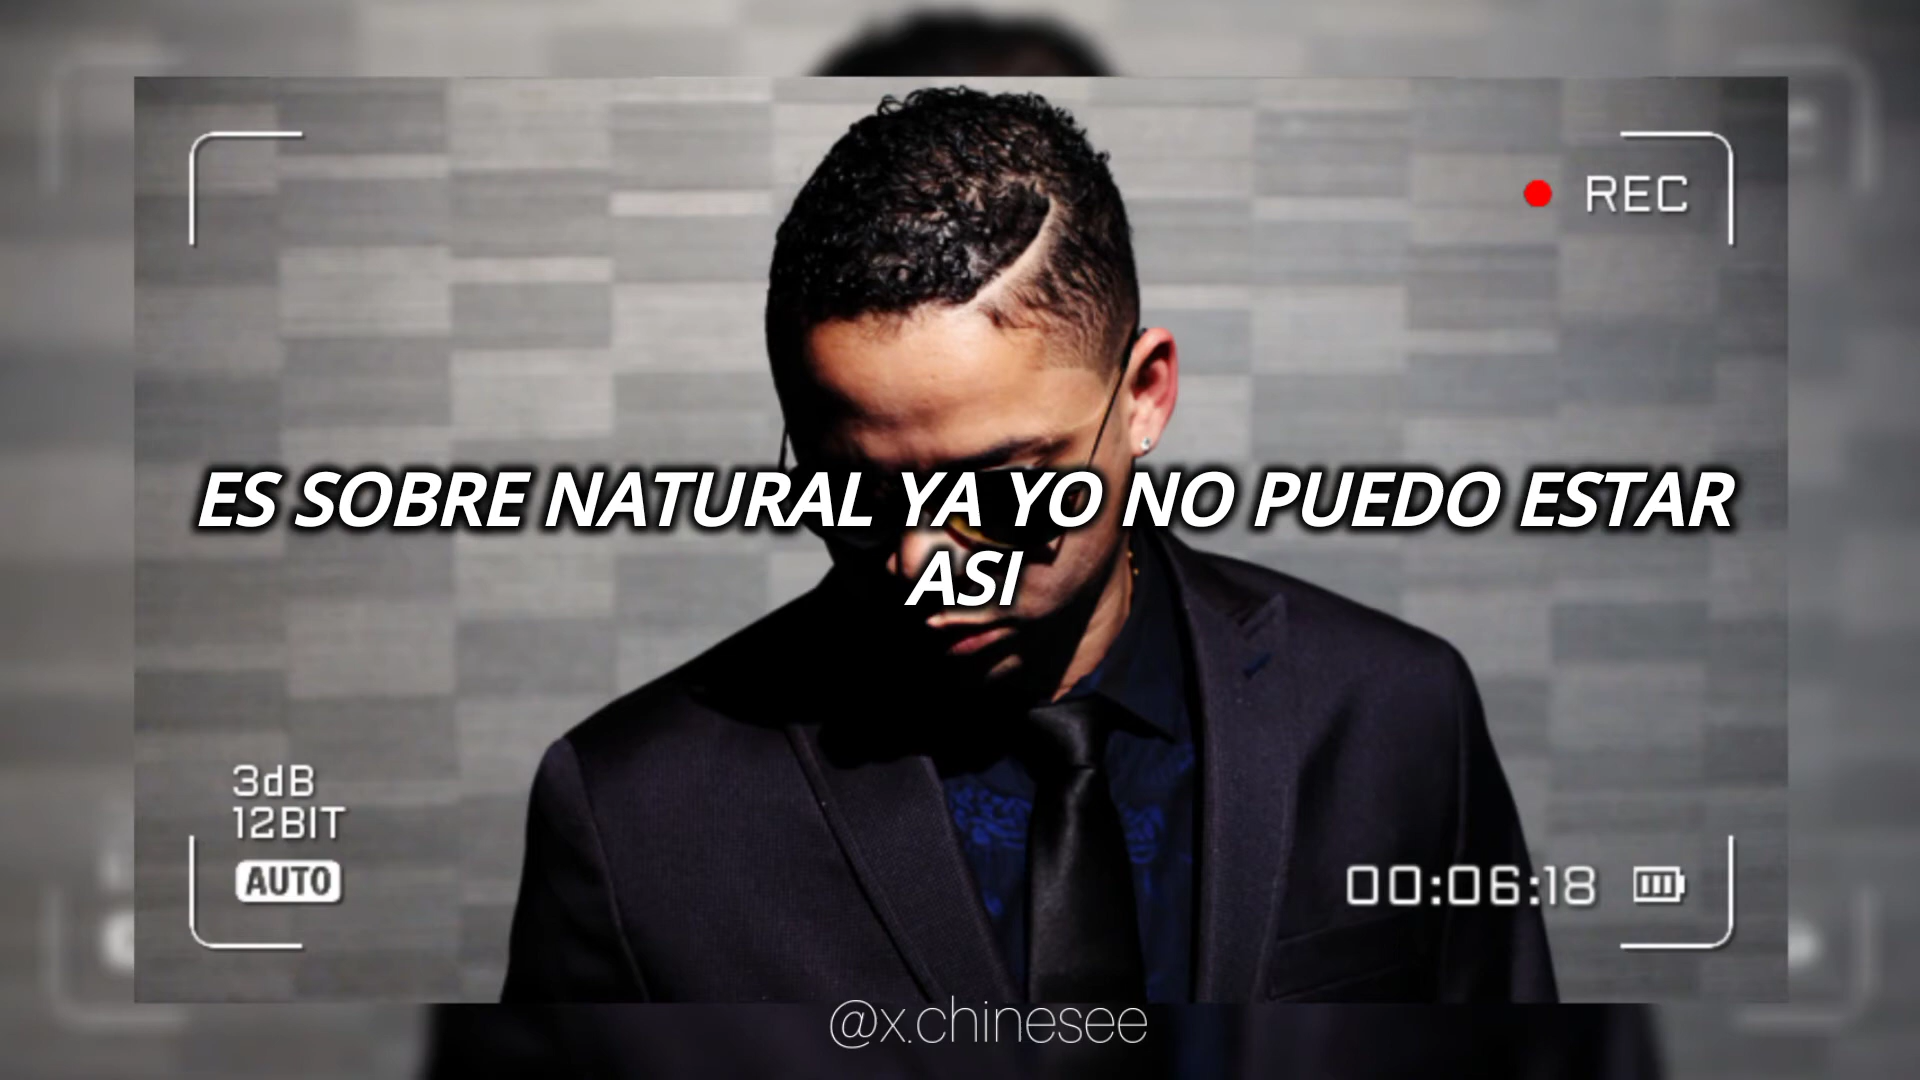 REC
ES SOBRE NATURAL YA YO NO PUEDO ESTAR
ASI
3dB
12BIT
AUTO
00:06:18
@x.chinesee